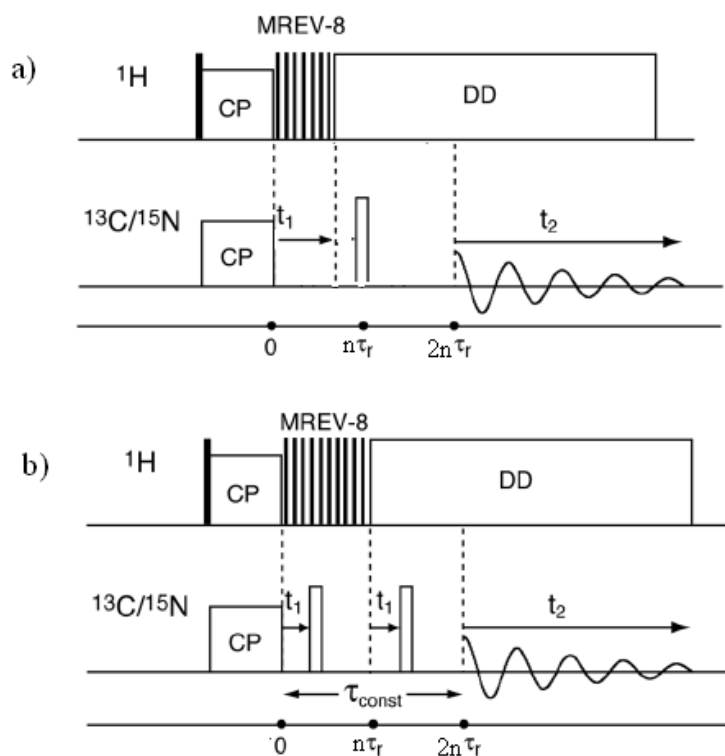 MREV-8
a)
¹H
CP
DD
¹³C/¹⁵N
t₁
t₂
CP
0
nτᵣ
2nτᵣ
MREV-8
b)
¹H
CP
DD
¹³C/¹⁵N
t₁
t₁
t₂
CP
τconst
0
nτᵣ
2nτᵣ